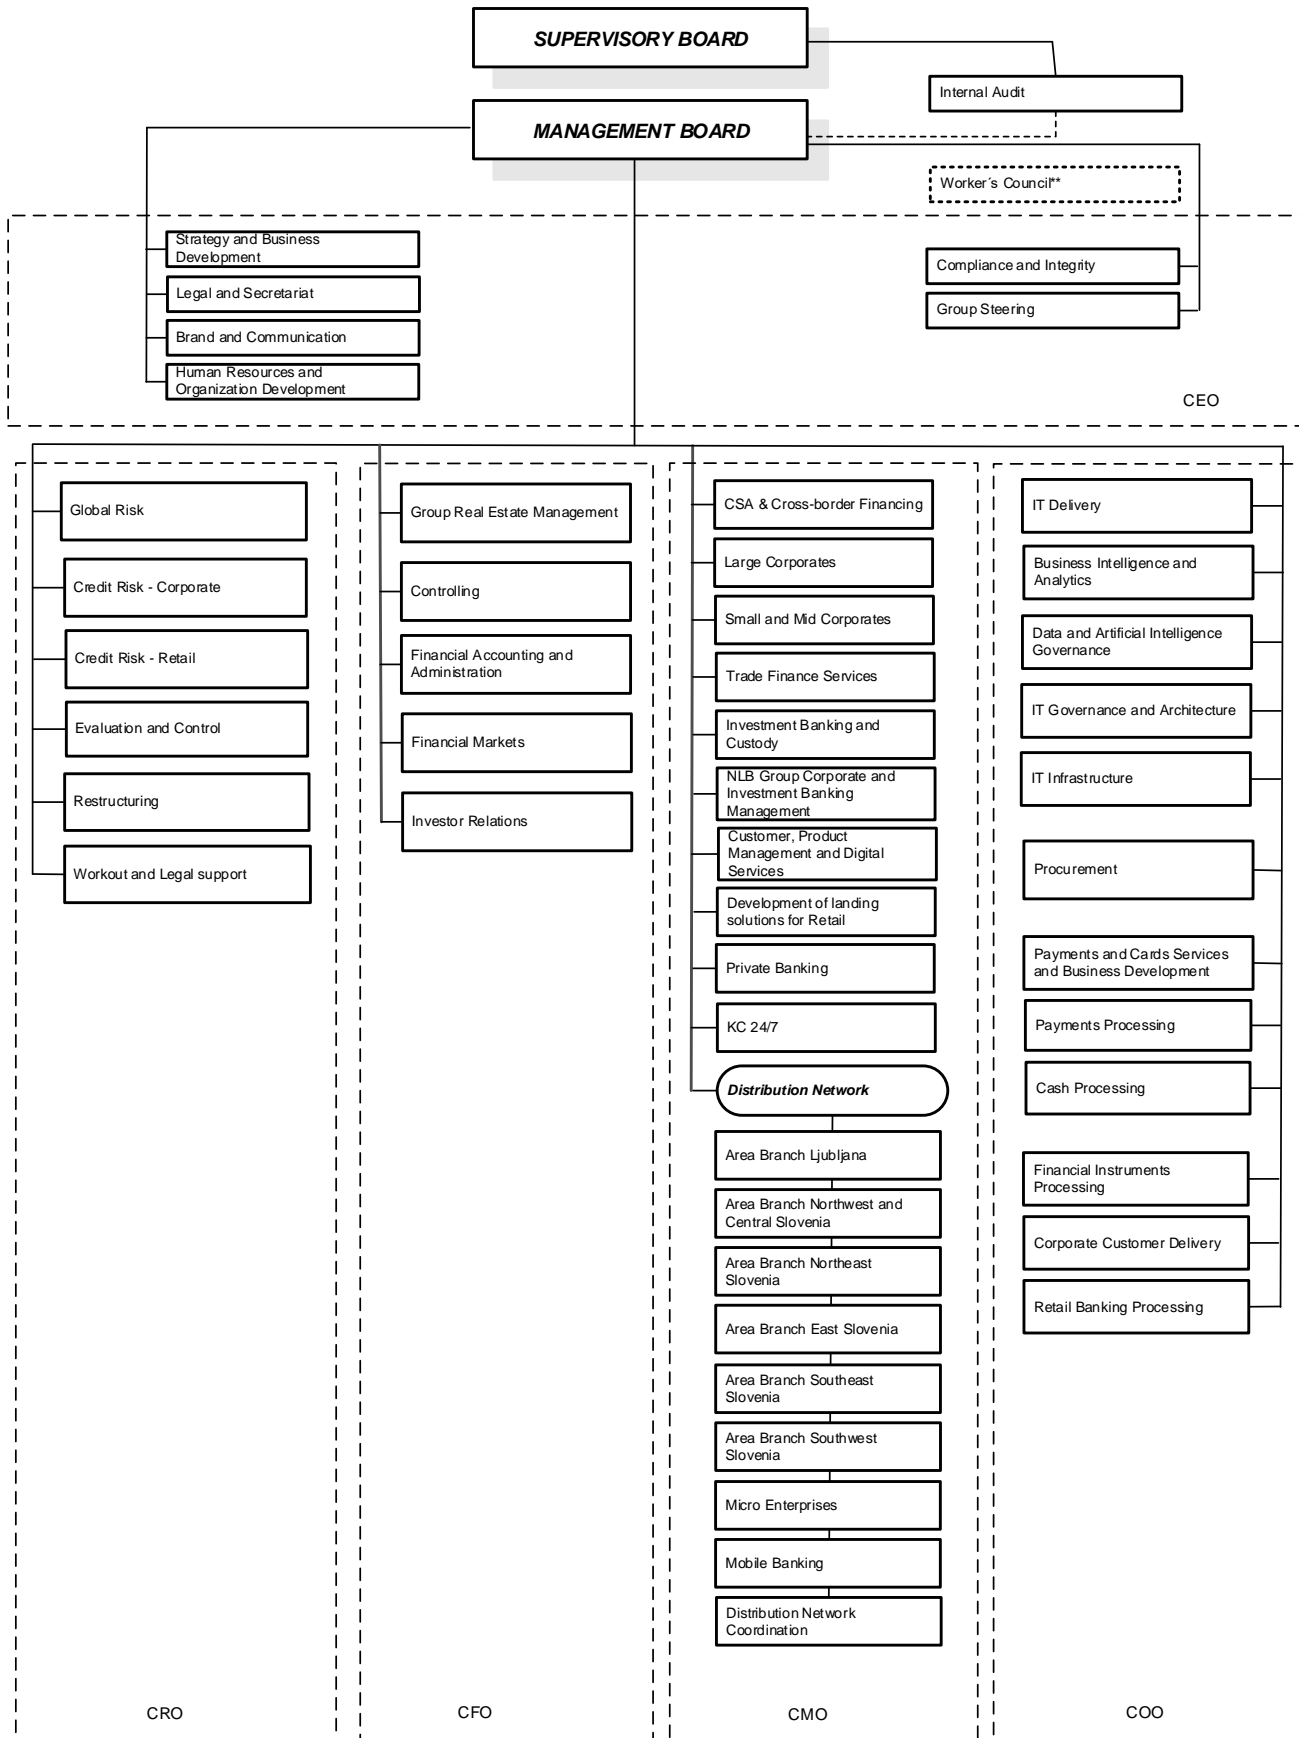 SUPERVISORY BOARD
Internal Audit
MANAGEMENT BOARD
Worker´s Council**
Strategy and Business
Development
Legal and Secretariat
Brand and Communication
Human Resources and
Organization Development
Compliance and Integrity
Group Steering
CEO
Global Risk
Credit Risk - Corporate
Credit Risk - Retail
Evaluation and Control
Restructuring
Workout and Legal support
CRO
Group Real Estate Management
Controlling
Financial Accounting and
Administration
Financial Markets
Investor Relations
CFO
CSA & Cross-border Financing
Large Corporates
Small and Mid Corporates
Trade Finance Services
Investment Banking and
Custody
NLB Group Corporate and
Investment Banking
Management
Customer, Product
Management and Digital
Services
Development of landing
solutions for Retail
Private Banking
KC 24/7
Distribution Network
Area Branch Ljubljana
Area Branch Northwest and
Central Slovenia
Area Branch Northeast
Slovenia
Area Branch East Slovenia
Area Branch Southeast
Slovenia
Area Branch Southwest
Slovenia
Micro Enterprises
Mobile Banking
Distribution Network
Coordination
CMO
IT Delivery
Business Intelligence and
Analytics
Data and Artificial Intelligence
Governance
IT Governance and Architecture
IT Infrastructure
Procurement
Payments and Cards Services
and Business Development
Payments Processing
Cash Processing
Financial Instruments
Processing
Corporate Customer Delivery
Retail Banking Processing
COO